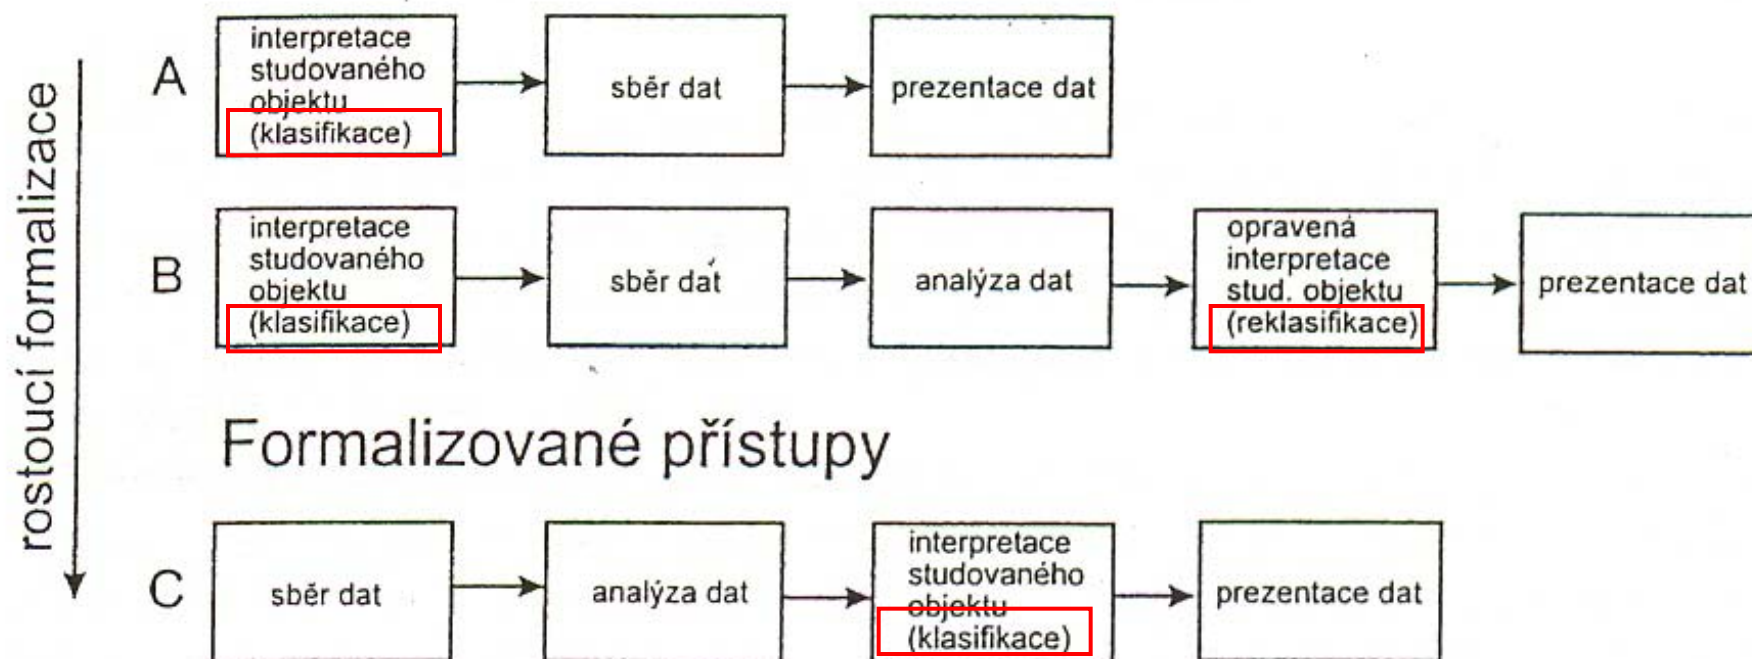 rostoucí formalizace
A
interpretace
studovaného
objektu
(klasifikace)
sběr dat
prezentace dat
B
interpretace
studovaného
objektu
(klasifikace)
sběr dat
analýza dat
opravená
interpretace
stud. objektu
(reklasifikace)
prezentace dat
Formalizované přístupy
C
sběr dat
analýza dat
interpretace
studovaného
objektu
(klasifikace)
prezentace dat